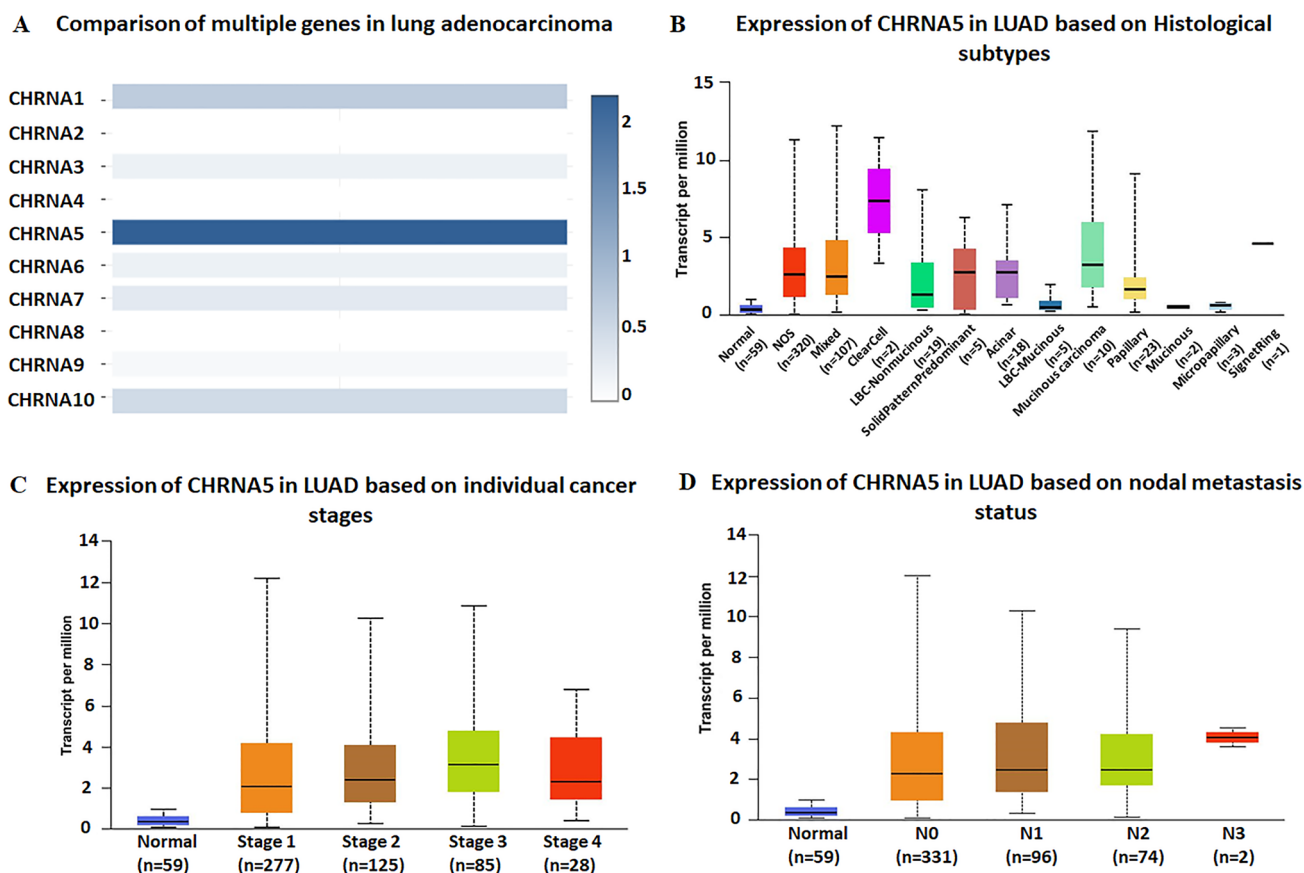 A Comparison of multiple genes in lung adenocarcinoma
CHRNA1
CHRNA2
CHRNA3
CHRNA4
CHRNA5
CHRNA6
CHRNA7
CHRNA8
CHRNA9
CHRNA10
2
1.5
1
0.5
0
B Expression of CHRNA5 in LUAD based on Histological
subtypes
Transcript per million
15
10
5
0
Normal
(n=59)
NOS
(n=320)
Mixed
(n=107)
ClearCell
(n=2)
LBC-Nonmucinous
(n=19)
SolidPatternPredominant
(n=5)
Acinar
(n=18)
LBC-Mucinous
(n=5)
Mucinous carcinoma
(n=10)
Papillary
(n=23)
Mucinous
(n=2)
Micropapillary
(n=3)
SignetRing
(n=1)
C Expression of CHRNA5 in LUAD based on individual cancer
stages
Transcript per million
14
12
10
8
6
4
2
0
Normal Stage 1 Stage 2 Stage 3 Stage 4
(n=59) (n=277) (n=125) (n=85) (n=28)
D Expression of CHRNA5 in LUAD based on nodal metastasis
status
Transcript per million
14
12
10
8
6
4
2
0
Normal N0 N1 N2 N3
(n=59) (n=331) (n=96) (n=74) (n=2)